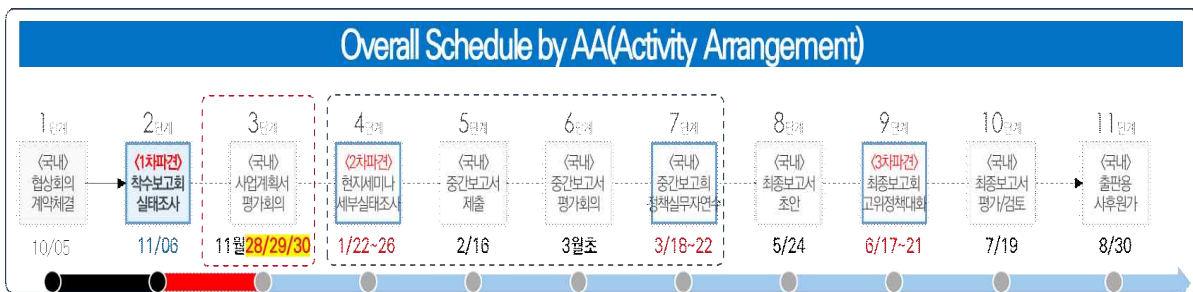 Overall Schedule by AA(Activity Arrangement)
1단계
〈국내〉
협상회의
계약체결
10/05
2단계
〈1차파견〉
착수보고회
실태조사
11/06
3단계
〈국내〉
사업계획서
평가회의
11월28/29/30
4단계
〈2차파견〉
현지세미나
세부실태조사
1/22~26
5단계
〈국내〉
중간보고서
제출
2/16
6단계
〈국내〉
중간보고서
평가회의
3월초
7단계
〈국내〉
중간보고회
정책실무자연수
3/18~22
8단계
〈국내〉
최종보고서
초안
5/24
9단계
〈3차파견〉
최종보고회
고위정책대화
6/17~21
10단계
〈국내〉
최종보고서
평가/검토
7/19
11단계
〈국내〉
출판용
사후원가
8/30